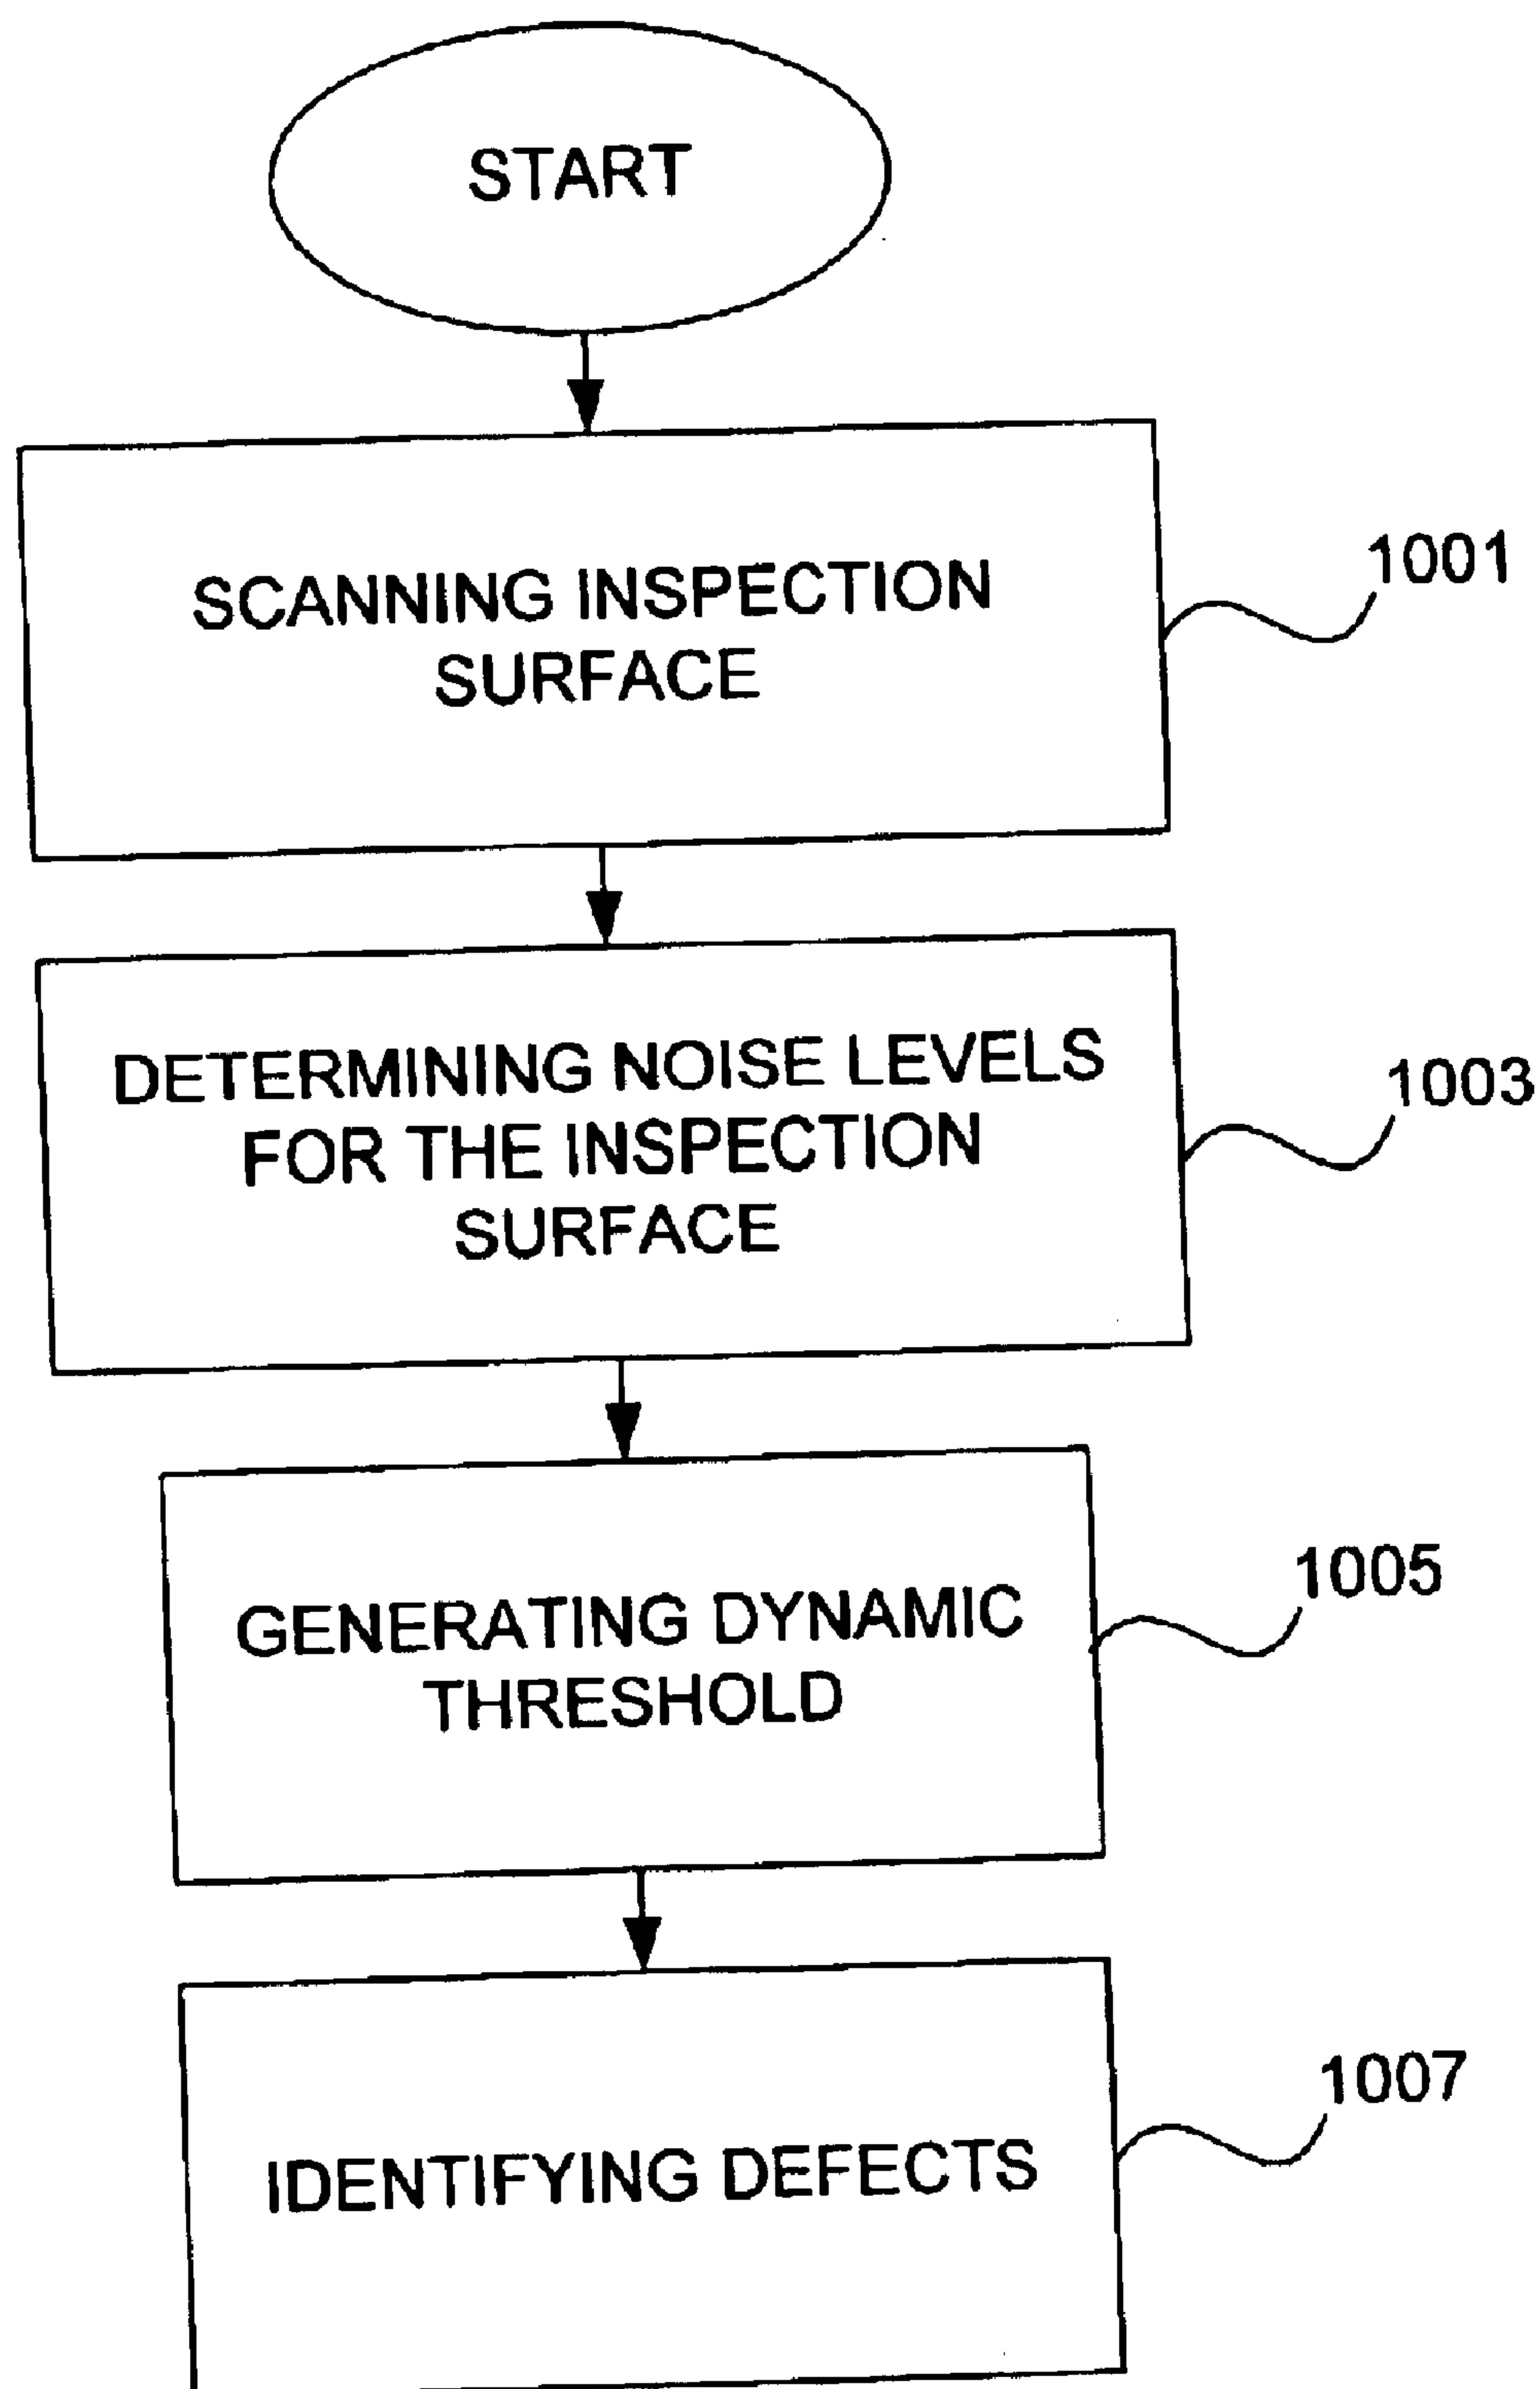 START
SCANNING INSPECTION
SURFACE
1001
DETERMINING NOISE LEVELS
FOR THE INSPECTION
SURFACE
1003
GENERATING DYNAMIC
THRESHOLD
1005
IDENTIFYING DEFECTS
1007